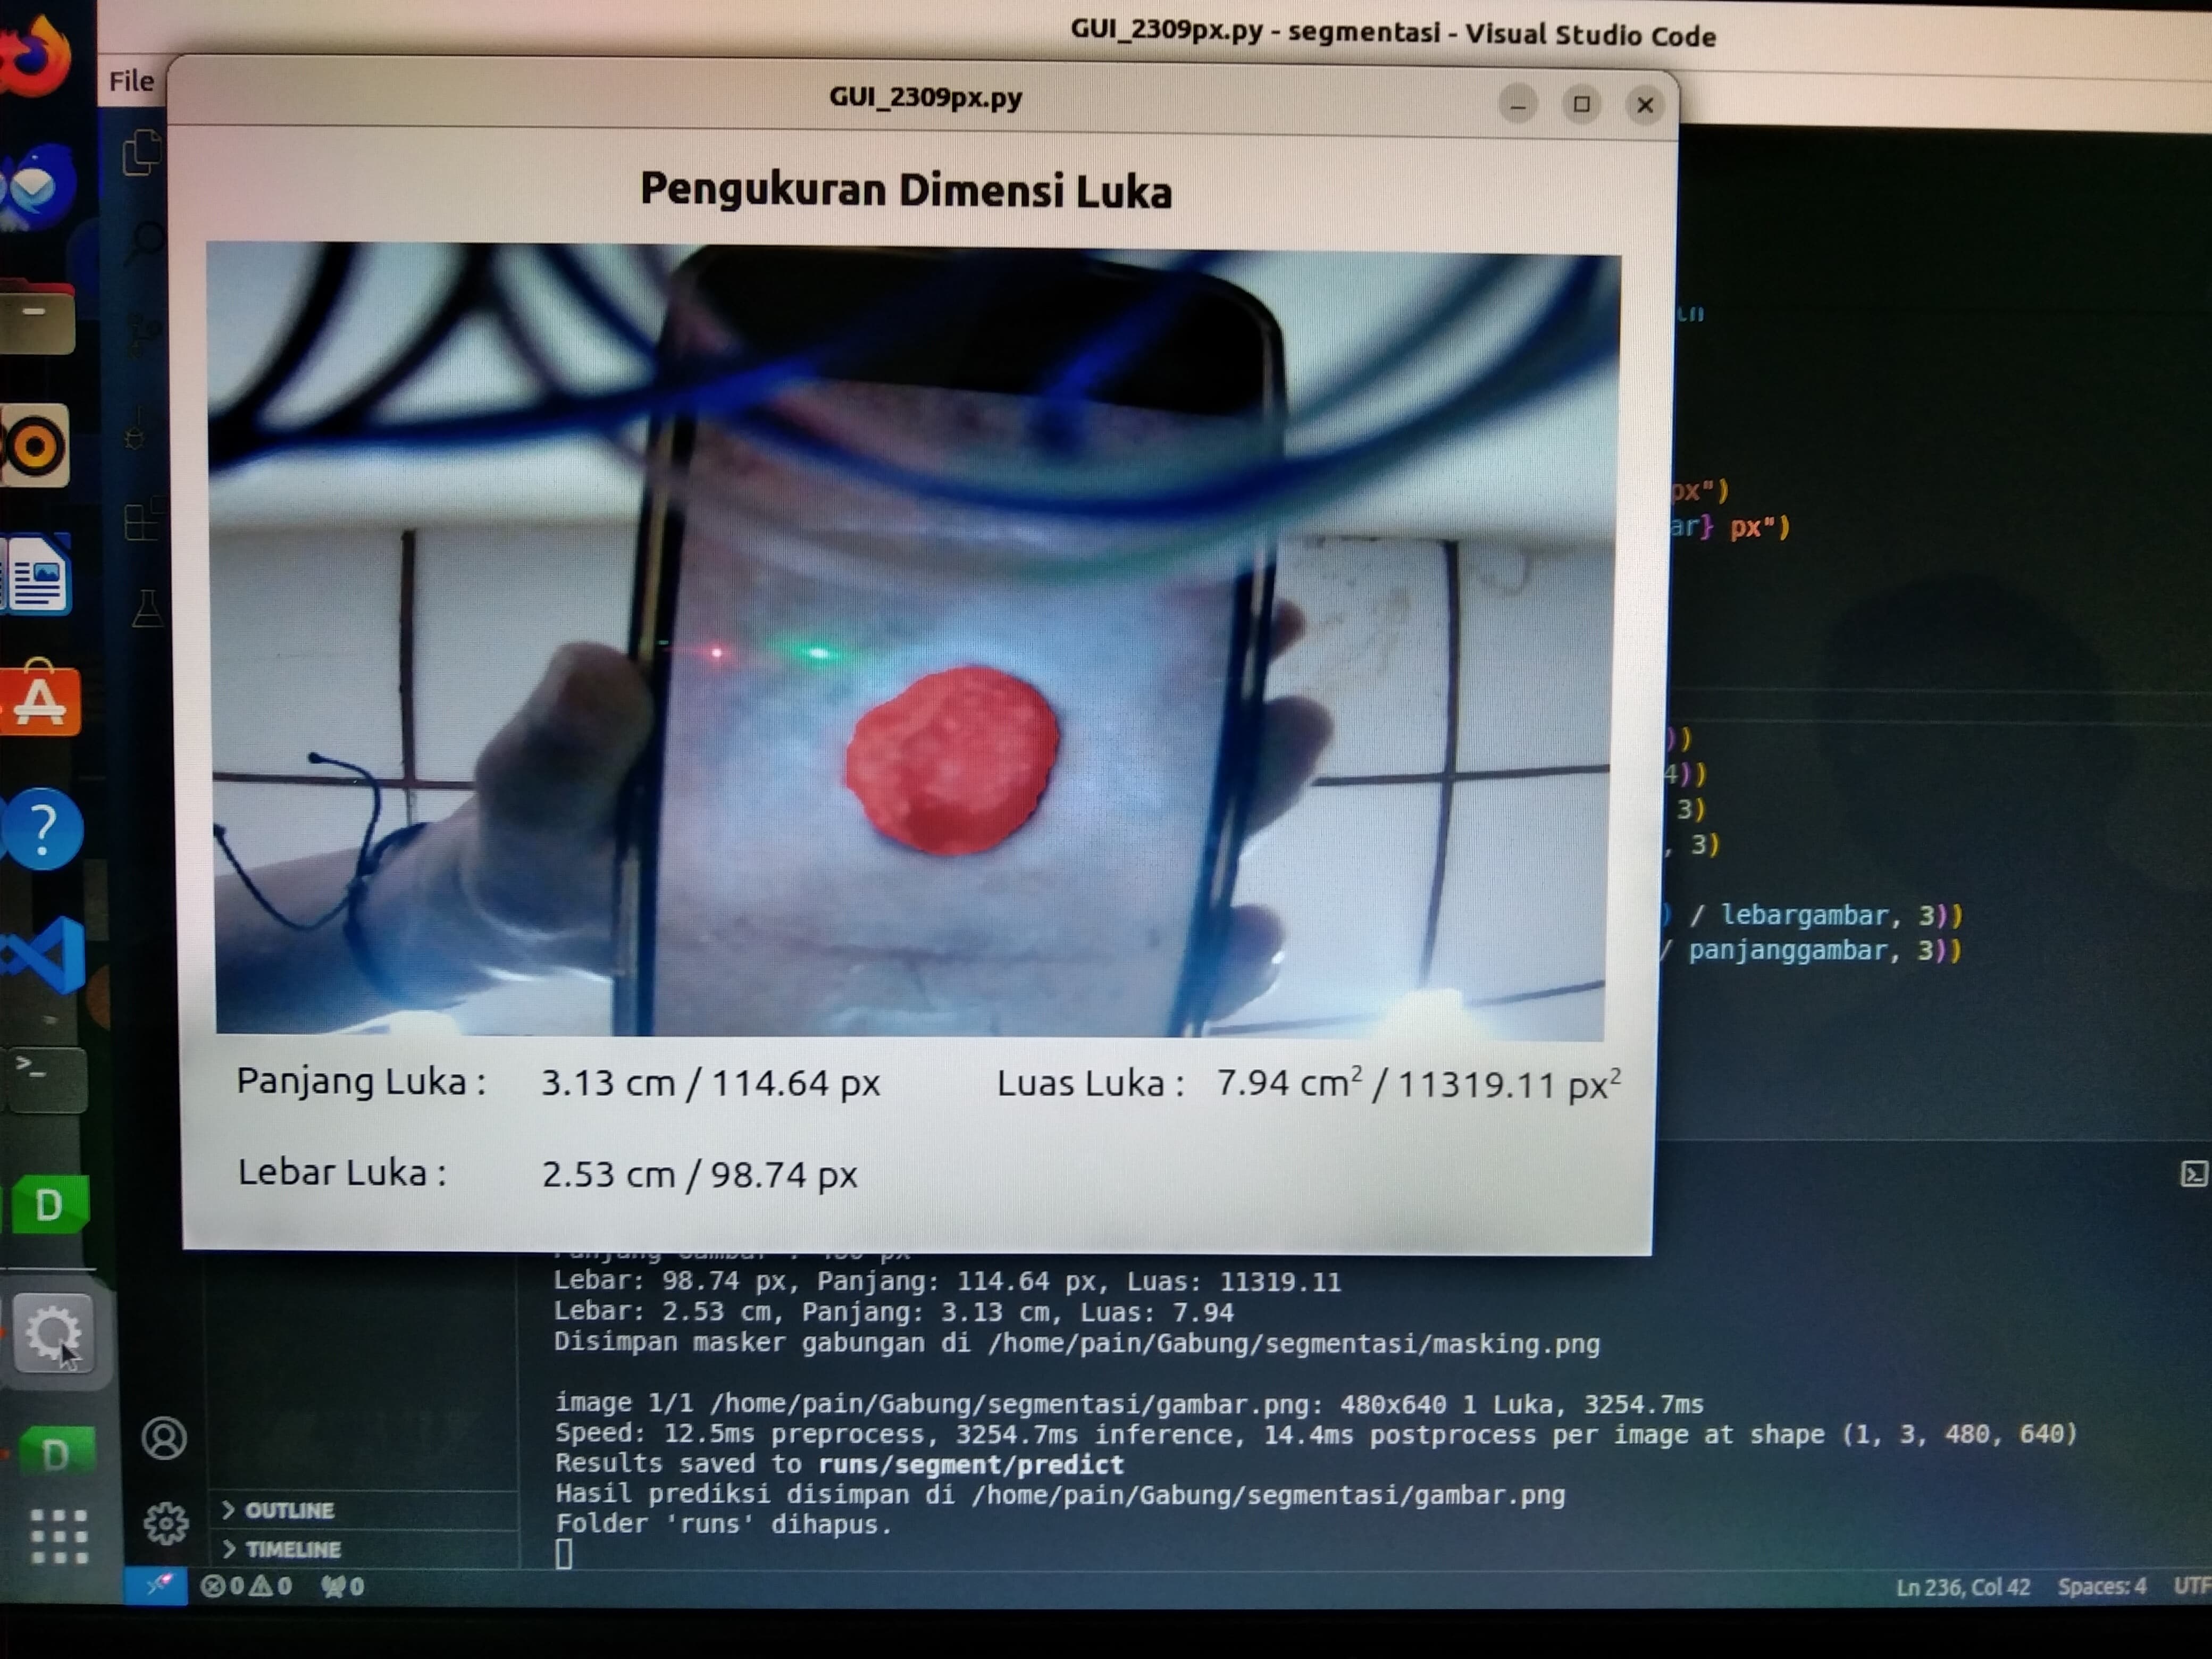 GUI_2309px.py - segmentasi - Visual Studio Code
File
GUI_2309px.py
Pengukuran Dimensi Luka
px")
ar} px")
))
4))
3)
, 3)
) / lebargambar, 3))
/ panjanggambar, 3))
Panjang Luka : 3.13 cm / 114.64 px Luas Luka : 7.94 cm² / 11319.11 px²
Lebar Luka : 2.53 cm / 98.74 px
Lebar: 98.74 px, Panjang: 114.64 px, Luas: 11319.11
Lebar: 2.53 cm, Panjang: 3.13 cm, Luas: 7.94
Disimpan masker gabungan di /home/pain/Gabung/segmentasi/masking.png
image 1/1 /home/pain/Gabung/segmentasi/gambar.png: 480x640 1 Luka, 3254.7ms
Speed: 12.5ms preprocess, 3254.7ms inference, 14.4ms postprocess per image at shape (1, 3, 480, 640)
Results saved to runs/segment/predict
Hasil prediksi disimpan di /home/pain/Gabung/segmentasi/gambar.png
Folder 'runs' dihapus.
OUTLINE
TIMELINE
0 0 0 Ln 236, Col 42 Spaces: 4 UTF